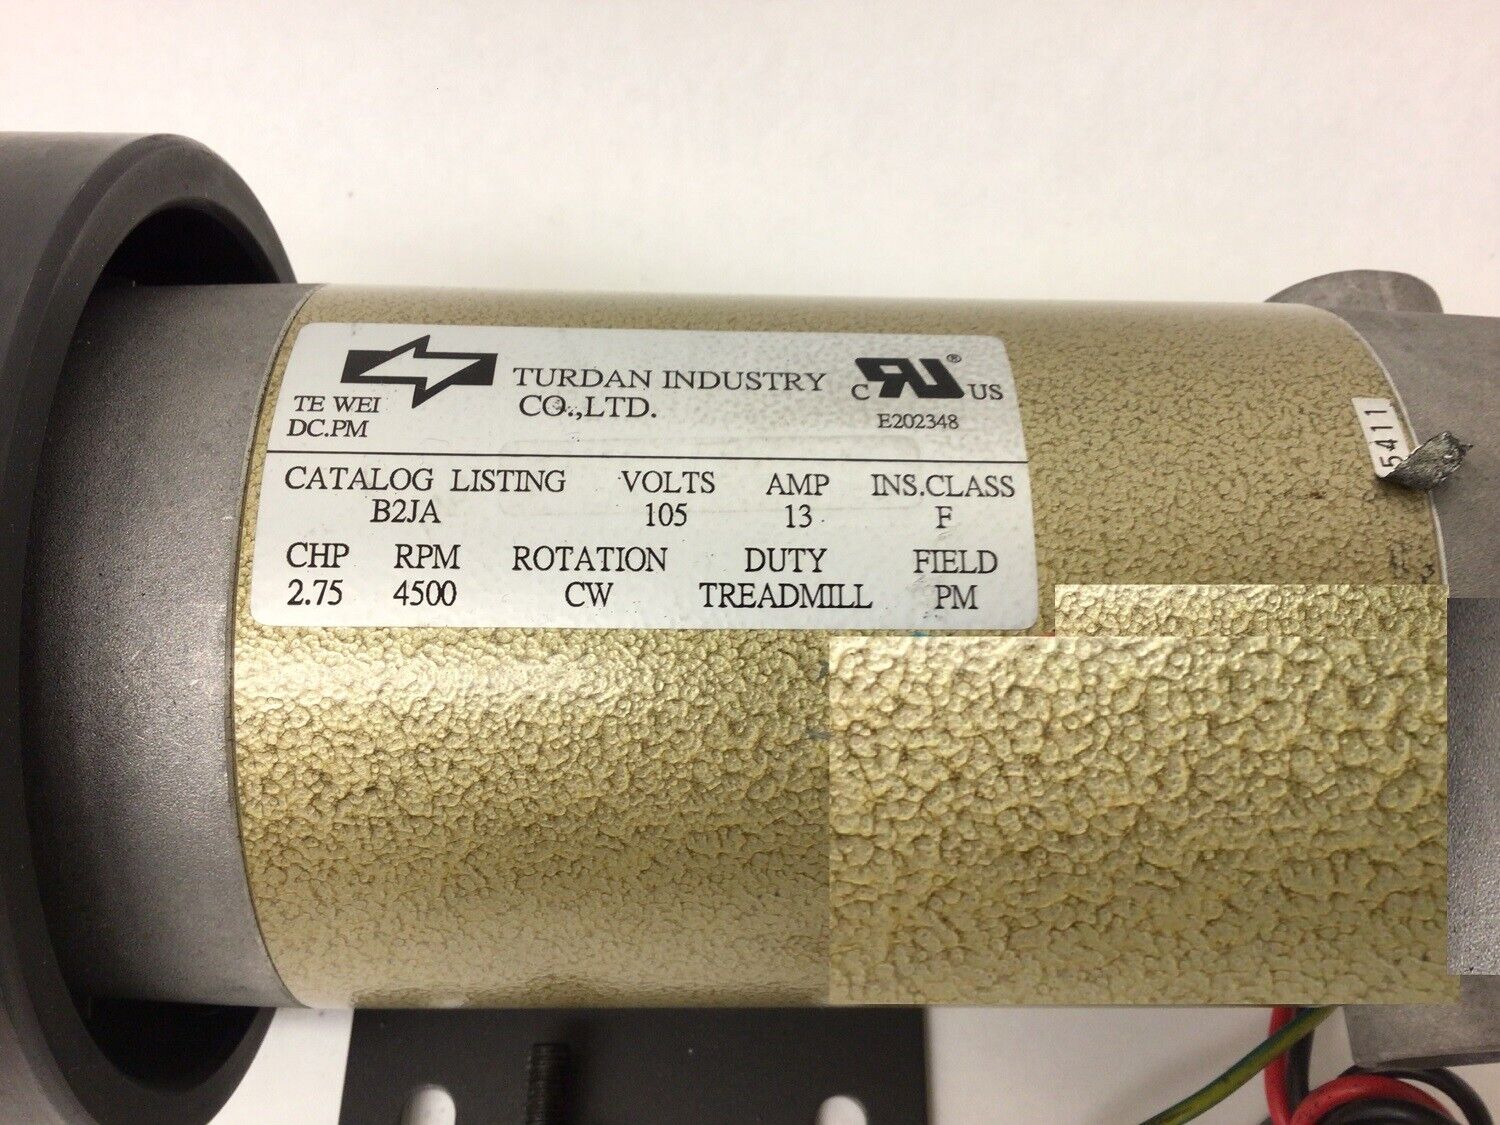 TURDAN INDUSTRY
CO.,LTD.
TE WEI
DC.PM
C RU ® US
E202348
CATALOG LISTING VOLTS AMP INS.CLASS
B2JA 105 13 F
CHP RPM ROTATION DUTY FIELD
2.75 4500 CW TREADMILL PM
5411